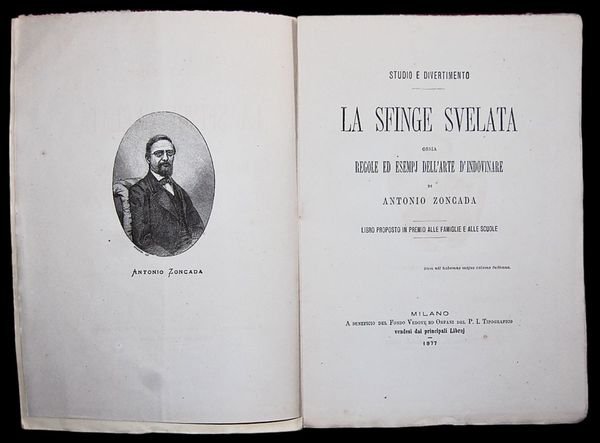 ANTONIO ZONCADA
STUDIO E DIVERTIMENTO
LA SFINGE SVELATA
OSSIA
REGOLE ED ESEMPJ DELL'ARTE D'INDOVINARE
DI
ANTONIO ZONCADA
LIBRO PROPOSTO IN PREMIO ALLE FAMIGLIE E ALLE SCUOLE
MILANO
A BENEFICIO DEL FONDO VEDOVE ED ORFANI DEL P. I. TIPOGRAFICO
vendesi dai principali Libraj
1877